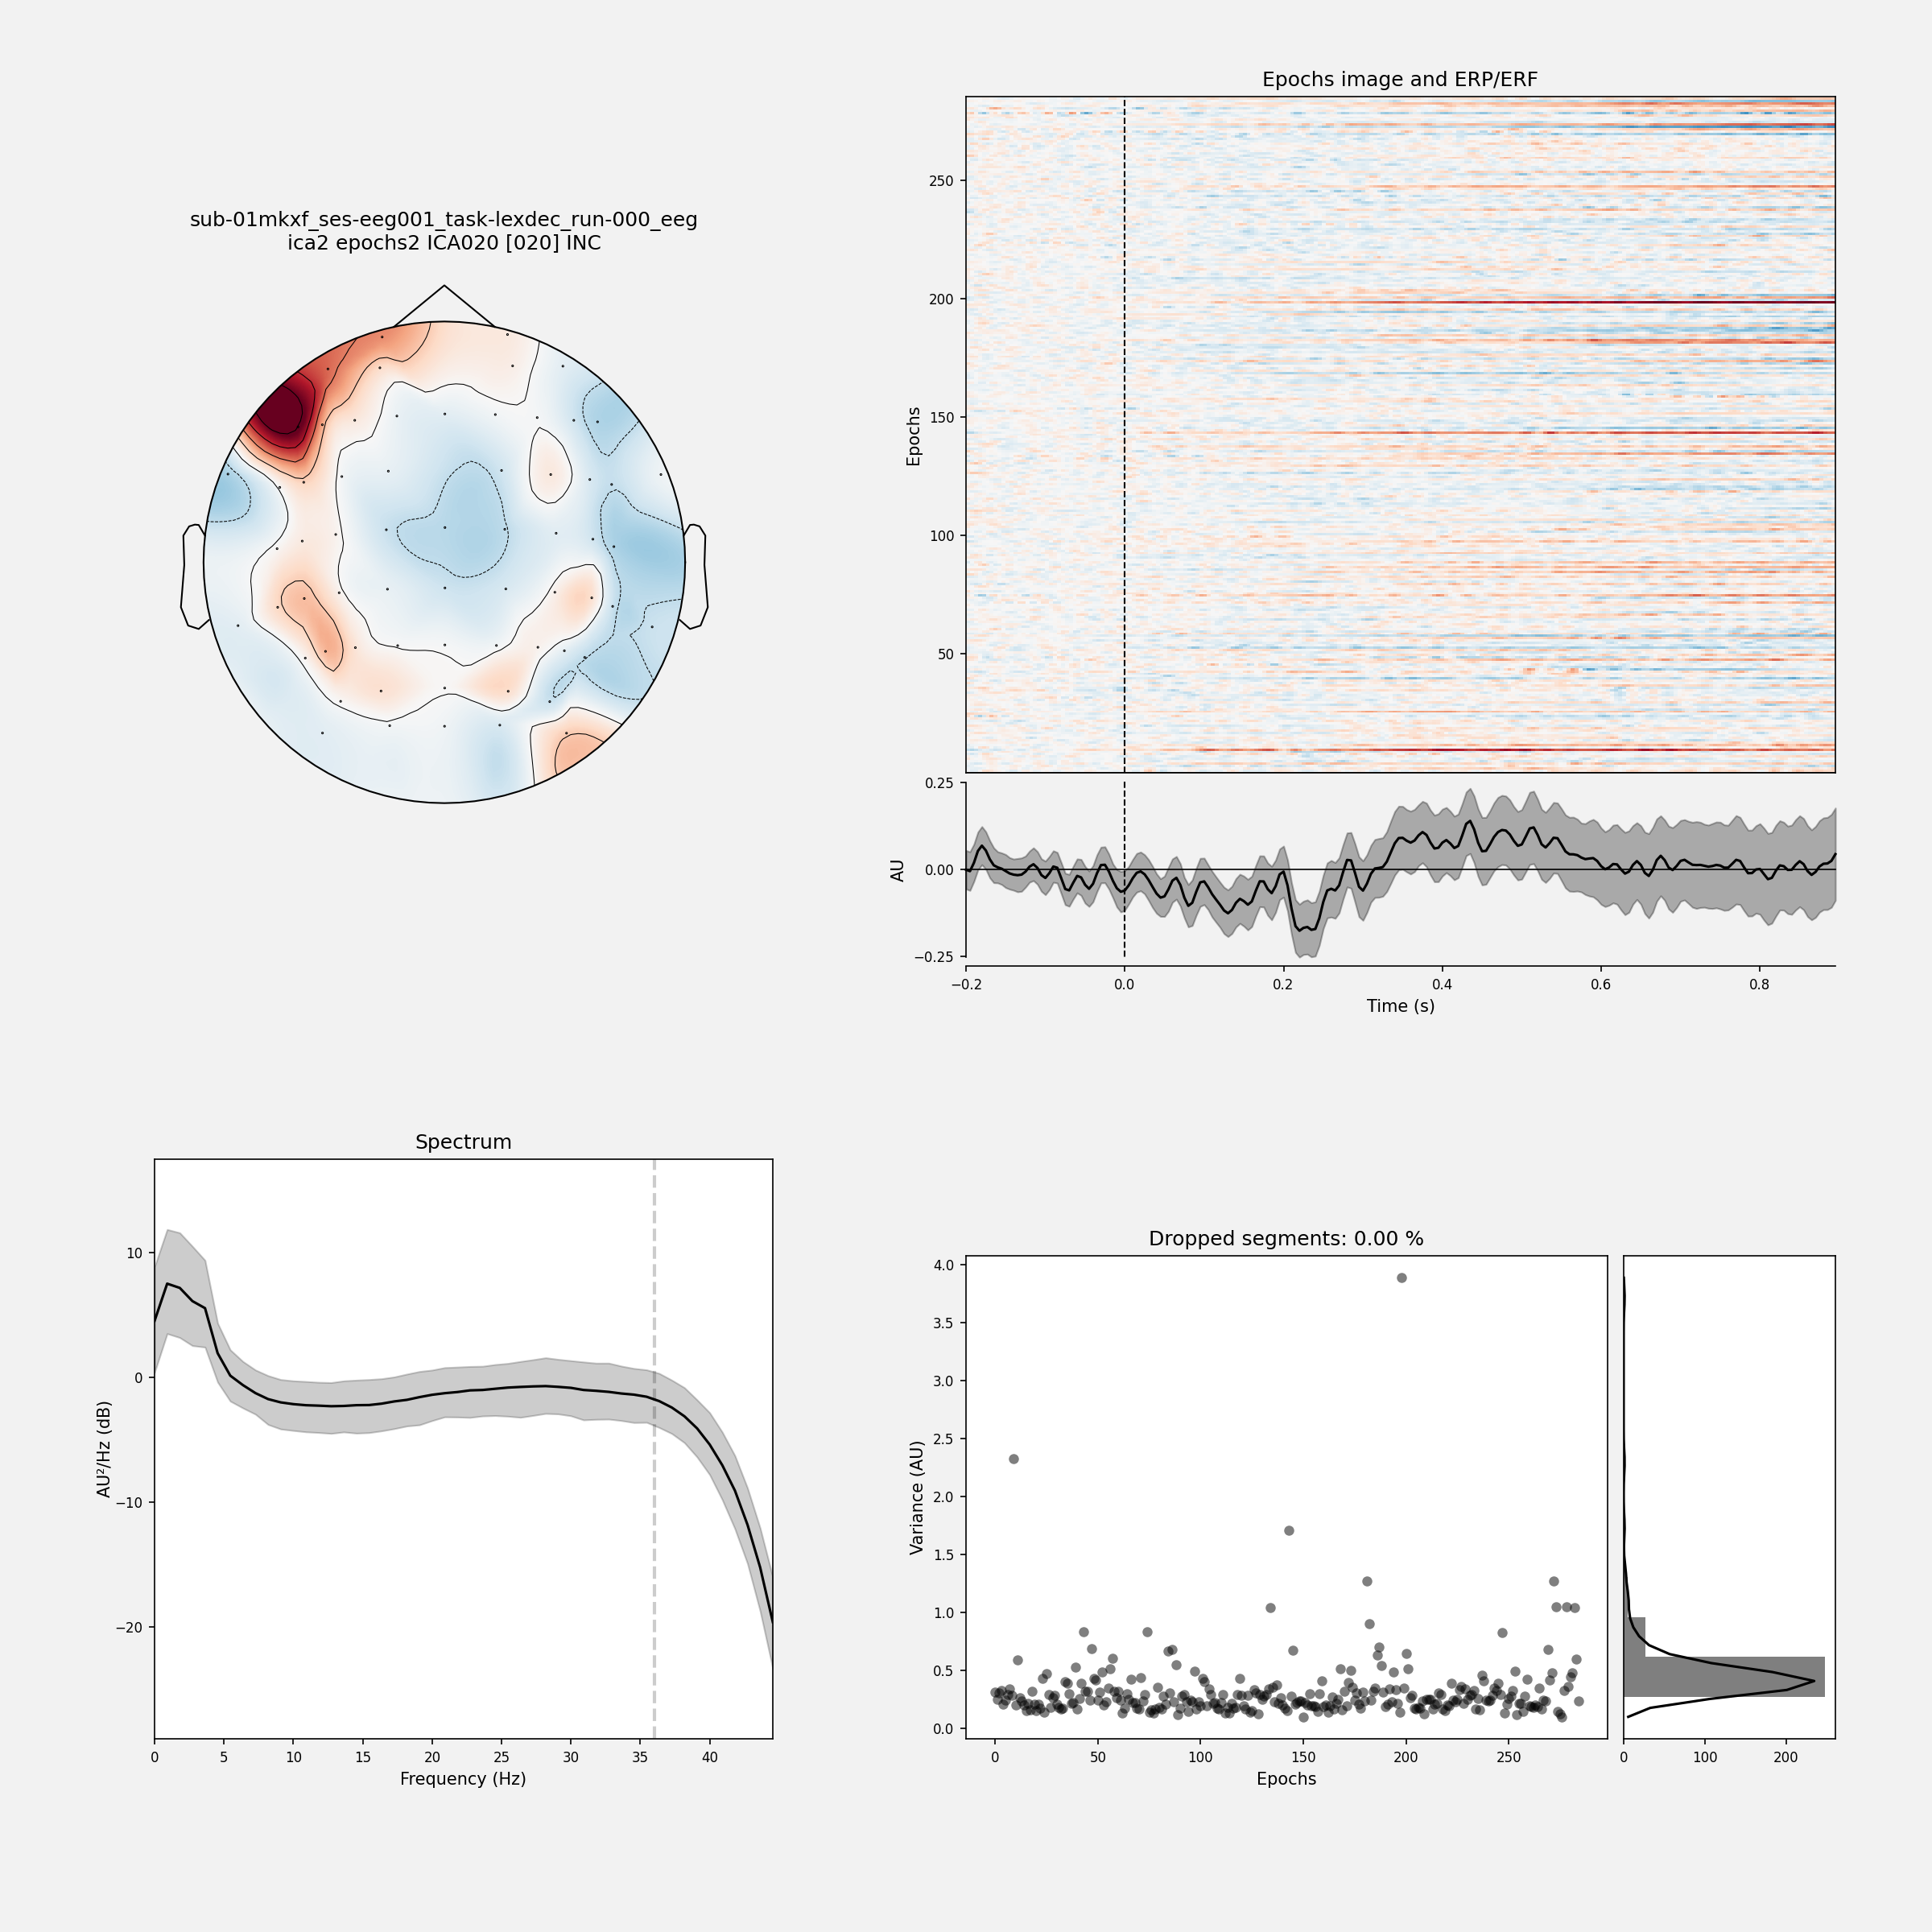 sub-01mkxf_ses-eeg001_task-lexdec_run-000_eeg
ica2 epochs2 ICA020 [020] INC
Epochs image and ERP/ERF
Epochs
250
200
150
100
50
AU
0.25
0.00
−0.25
−0.2 0.0 0.2 0.4 0.6 0.8
Time (s)
Spectrum
AU²/Hz (dB)
10
0
−10
−20
0 5 10 15 20 25 30 35 40
Frequency (Hz)
Dropped segments: 0.00 %
Variance (AU)
4.0
3.5
3.0
2.5
2.0
1.5
1.0
0.5
0.0
0 50 100 150 200 250
Epochs
0 100 200